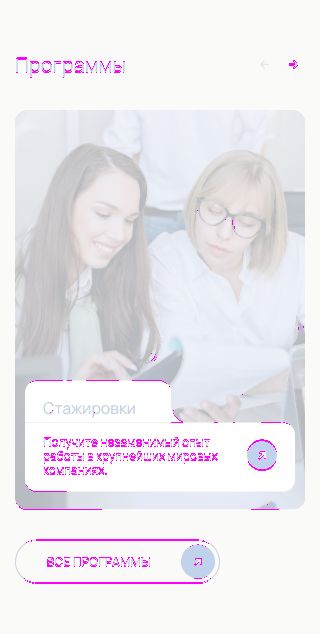 Программы
Стажировки
Получите незаменимый опыт
работы в крупнейших мировых
компаниях.
ВСЕ ПРОГРАММЫ